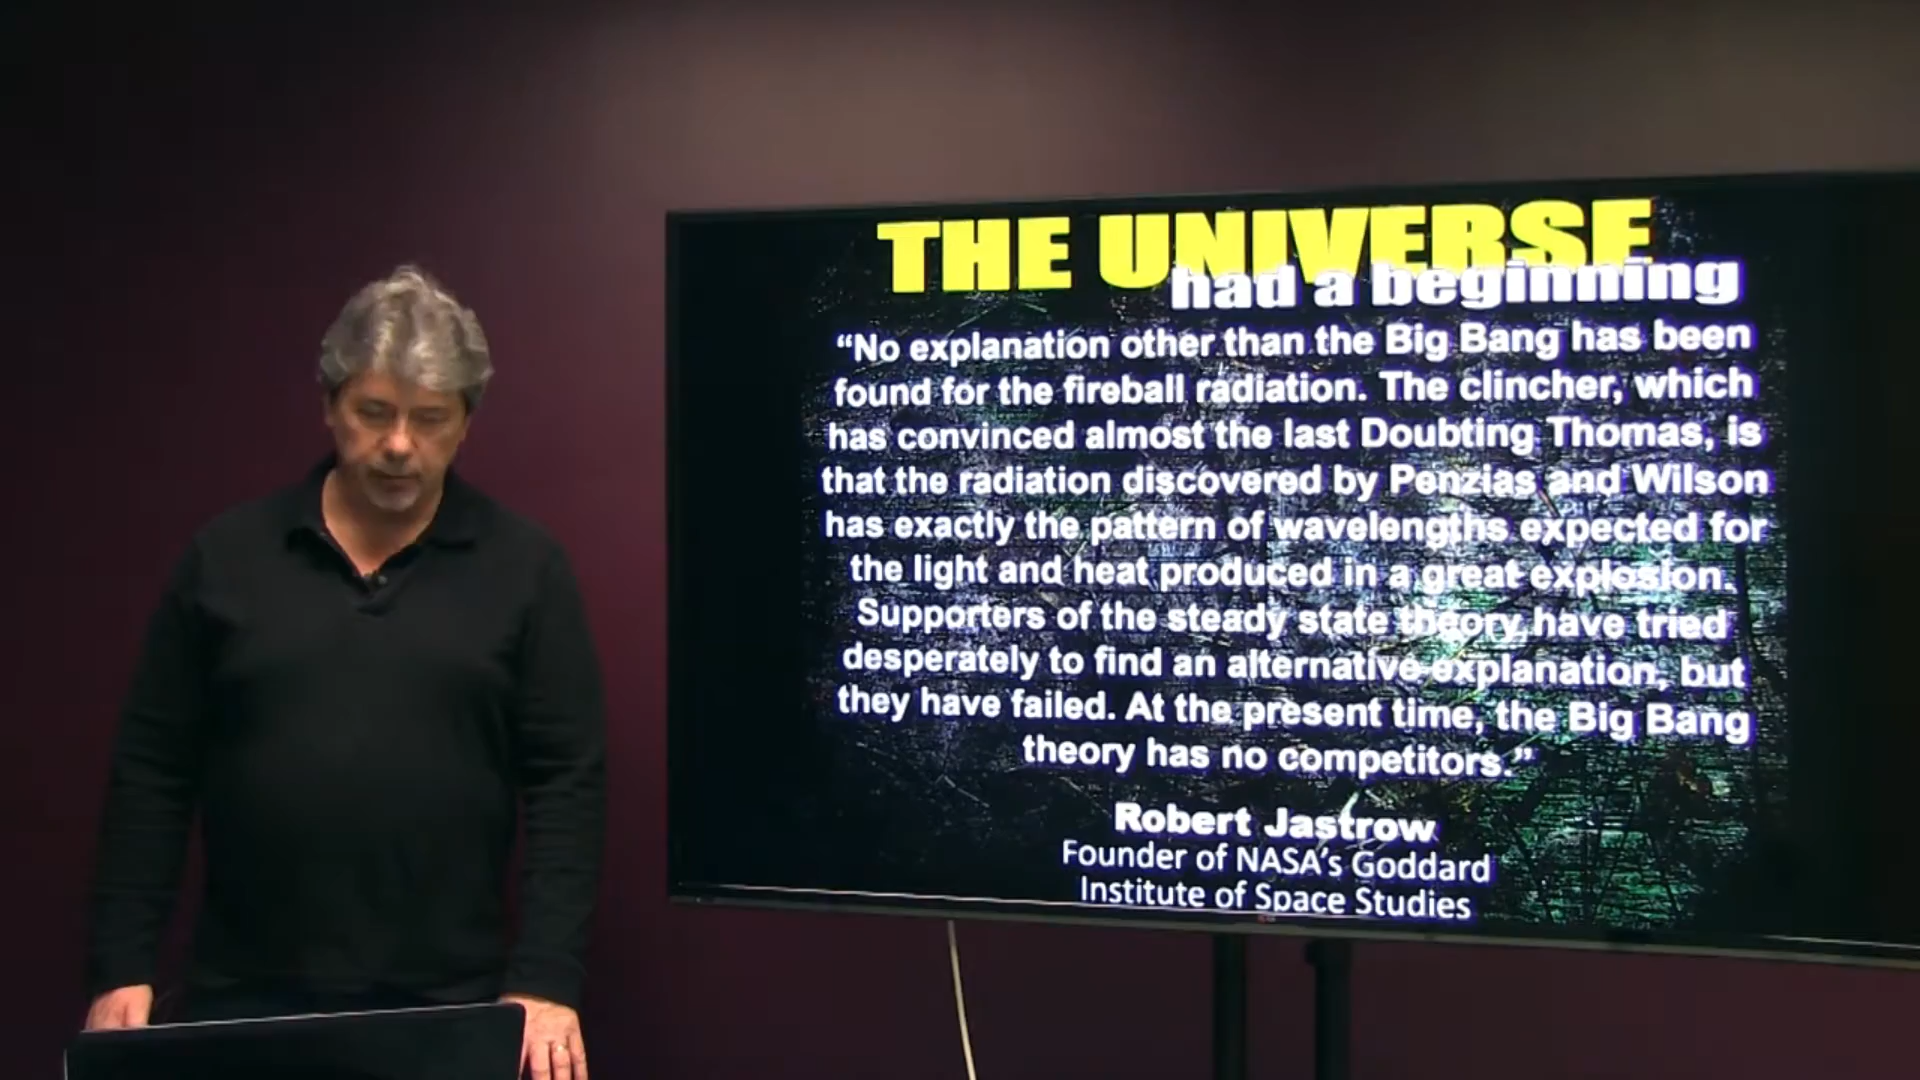 THE UNIVERSE
had a beginning
“No explanation other than the Big Bang has been
found for the fireball radiation. The clincher, which
has convinced almost the last Doubting Thomas, is
that the radiation discovered by Penzias and Wilson
has exactly the pattern of wavelengths expected for
the light and heat produced in a great explosion.
Supporters of the steady state theory have tried
desperately to find an alternative explanation, but
they have failed. At the present time, the Big Bang
theory has no competitors.”
Robert Jastrow
Founder of NASA’s Goddard
Institute of Space Studies